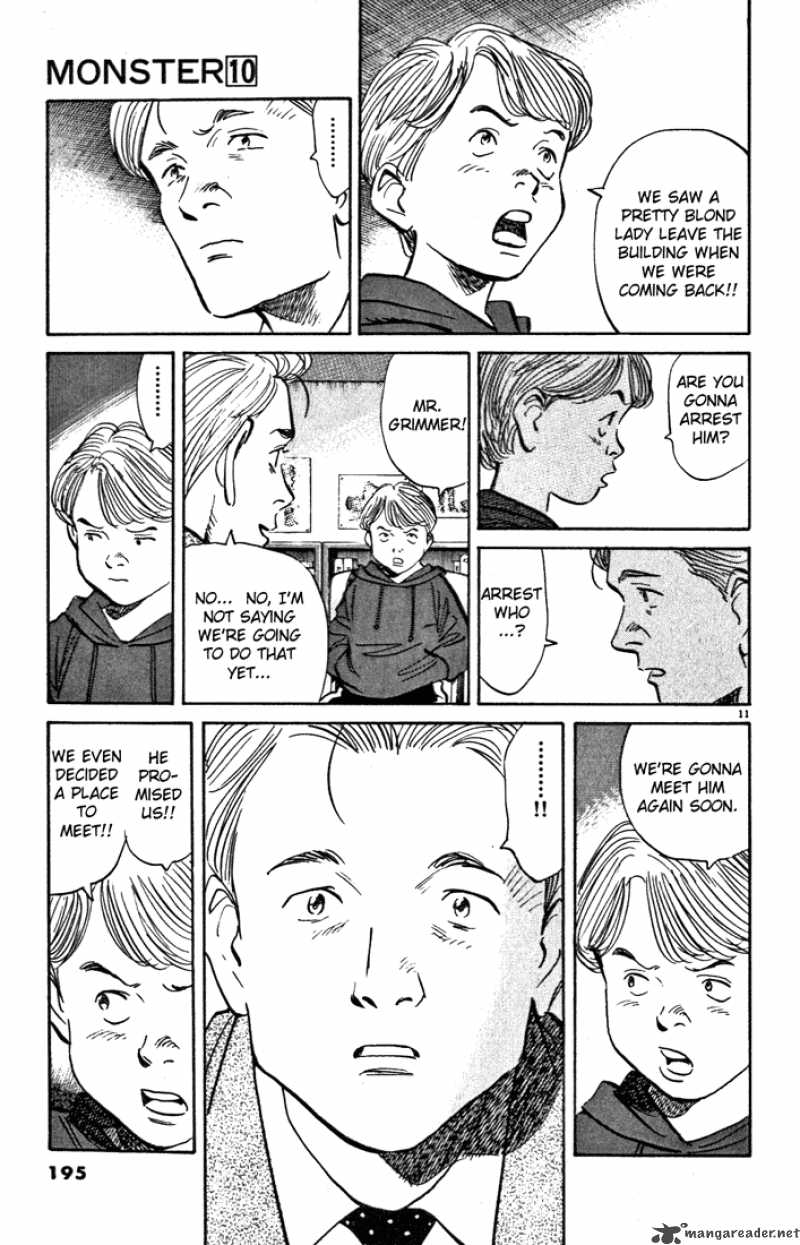 MONSTER 10
WE SAW A
PRETTY BLOND
LADY LEAVE THE
BUILDING WHEN
WE WERE
COMING BACK!!
.........
ARE YOU
GONNA
ARREST
HIM?
ARREST
WHO
...?
MR.
GRIMMER!
NO... NO, I'M
NOT SAYING
WE'RE GOING
TO DO THAT
YET...
.........
11
WE'RE GONNA
MEET HIM
AGAIN SOON.
.........!!
HE
PRO-
MISED
US!!
WE EVEN
DECIDED
A PLACE
TO
MEET!!
195
mangareader.net